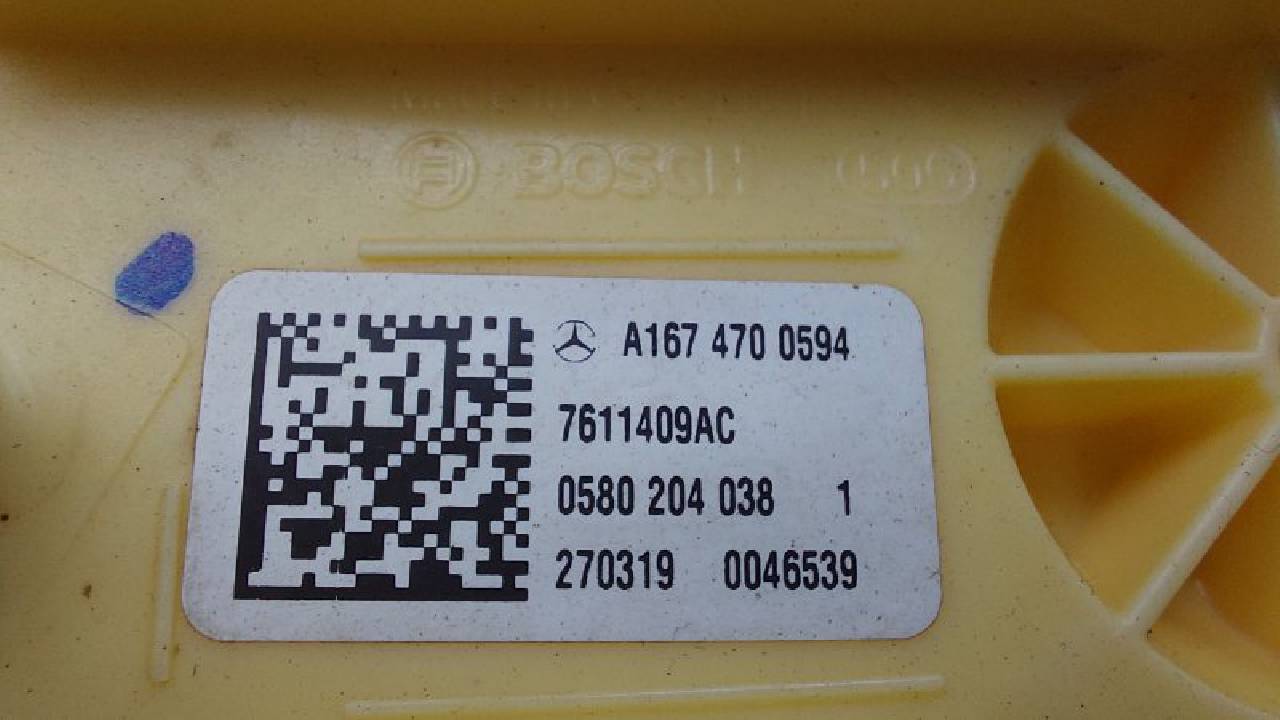 BOSCH
A167 470 0594
7611409AC
0580 204 038 1
270319 0046539